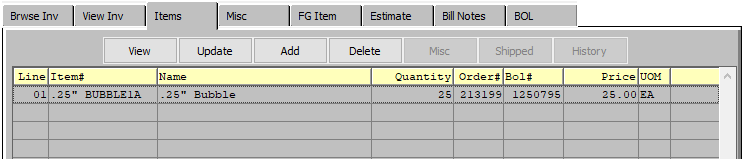 Brwse Inv View Inv Items Misc FG Item Estimate Bill Notes BOL
View Update Add Delete Misc Shipped History
Line Item# Name Quantity Order# Bol# Price UOM
01 .25" BUBBLE1A .25" Bubble 25 213199 1250795 25.00 EA